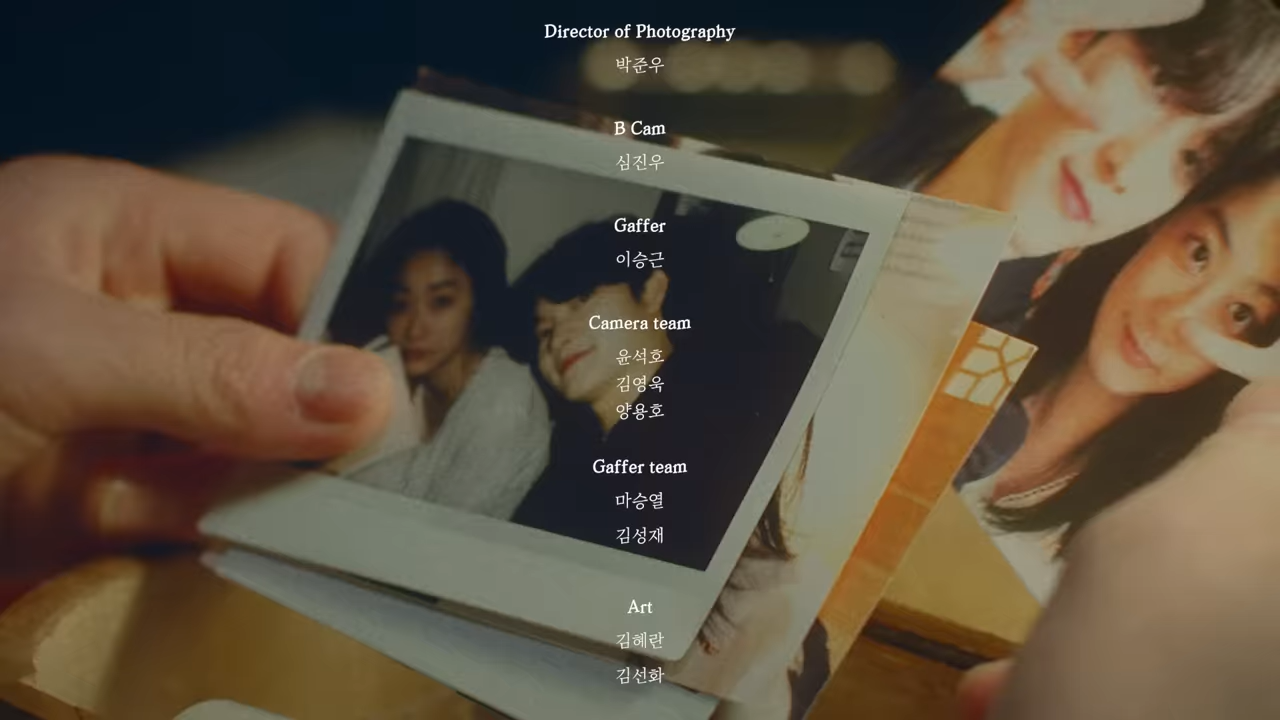 Director of Photography
박준우
B Cam
심진우
Gaffer
이승근
Camera team
윤석호
김영욱
양용호
Gaffer team
마승열
김성재
Art
김혜란
김선화